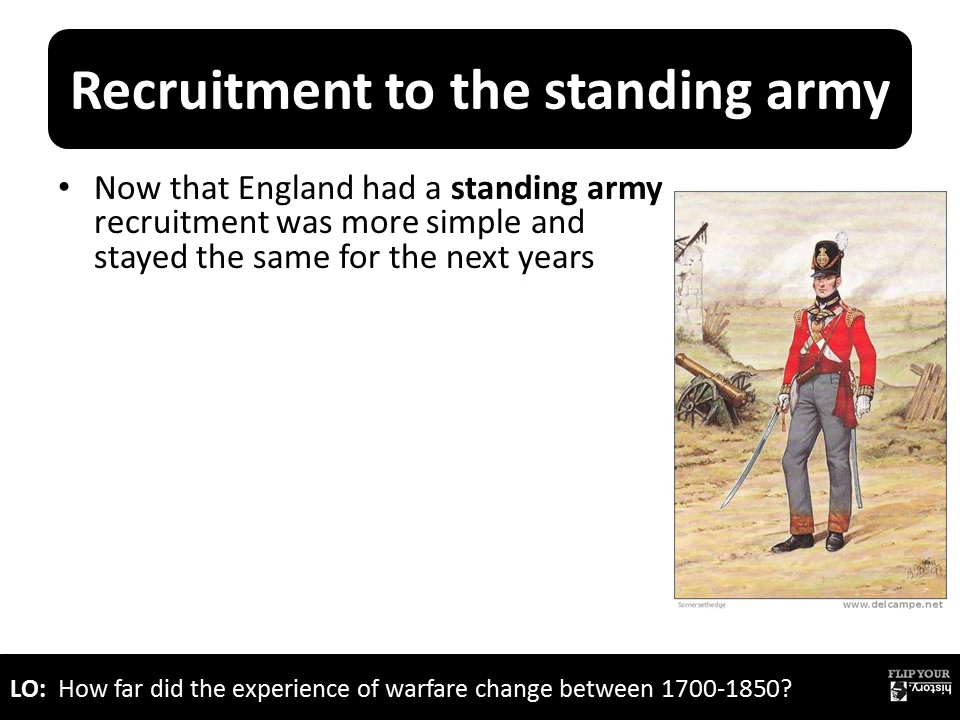 Recruitment to the standing army
• Now that England had a standing army
recruitment was more simple and
stayed the same for the next years
Somersethedge
www.delcampe.net
LO: How far did the experience of warfare change between 1700-1850?
FLIP YOUR
history.